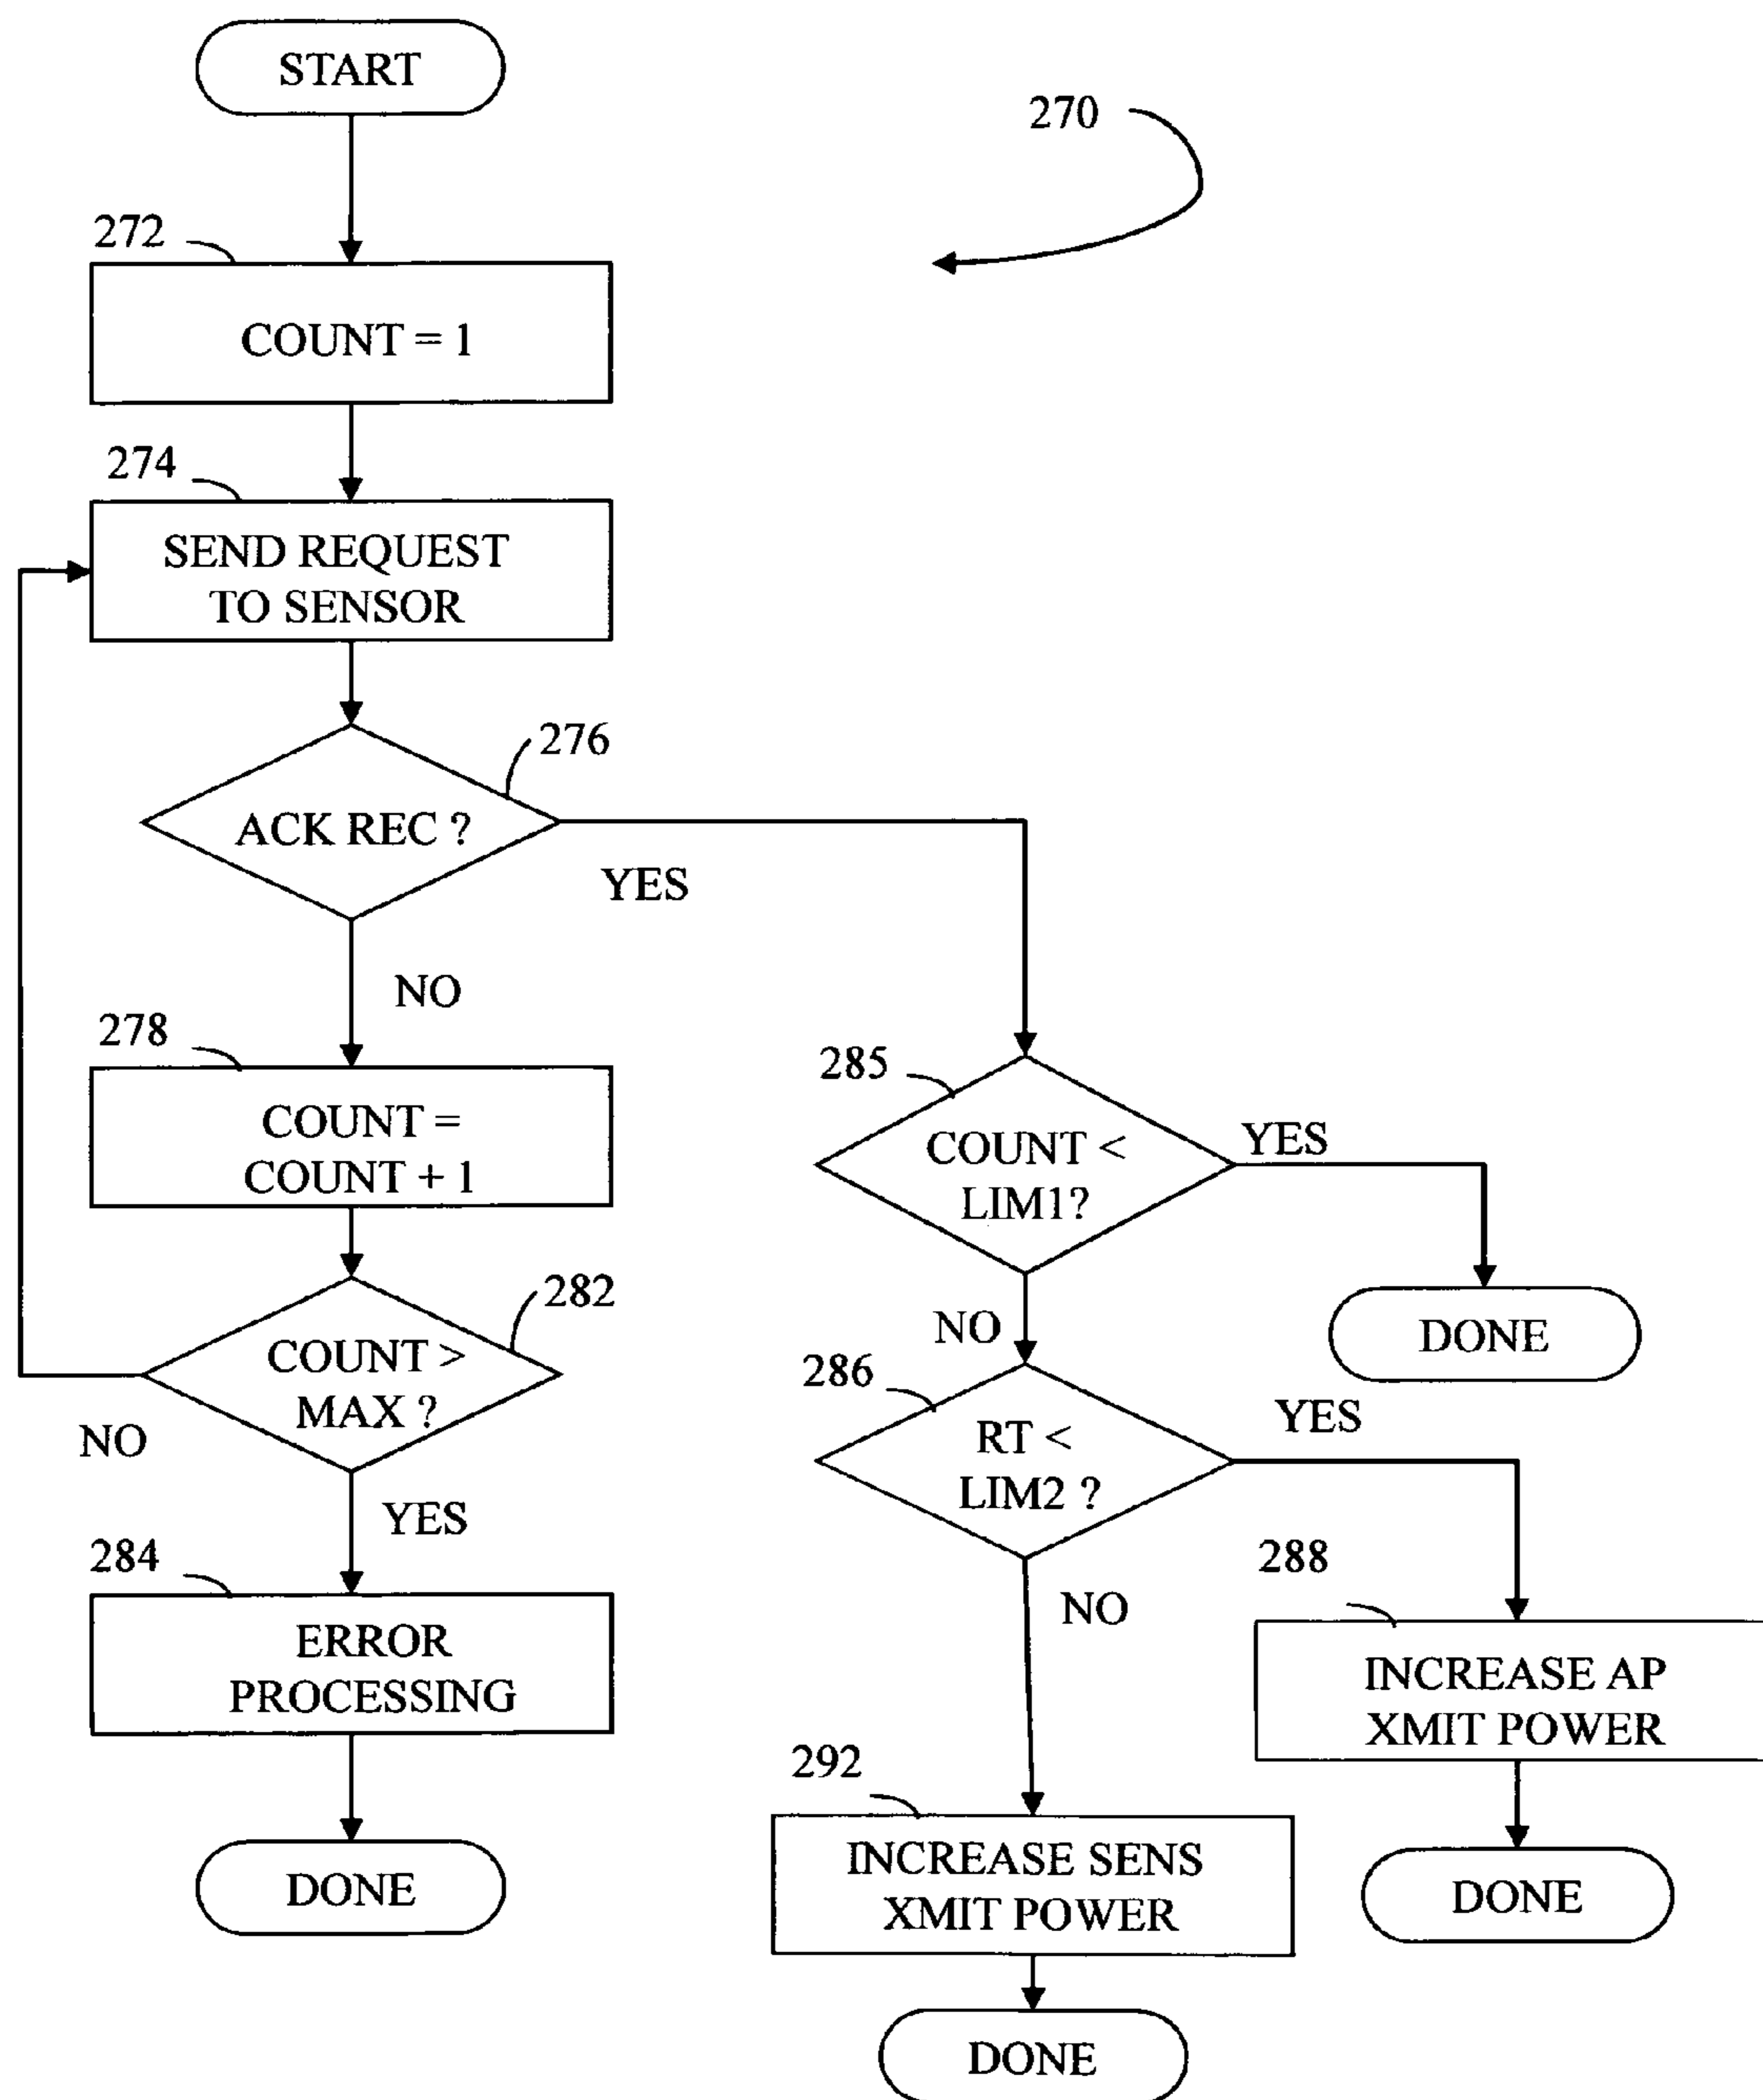 START
270
272
COUNT = 1
274
SEND REQUEST
TO SENSOR
276
ACK REC ?
YES
NO
278
COUNT =
COUNT + 1
282
COUNT >
MAX ?
NO
YES
284
ERROR
PROCESSING
DONE
285
COUNT <
LIM1?
YES
DONE
NO
286
RT <
LIM2 ?
YES
288
INCREASE AP
XMIT POWER
DONE
NO
292
INCREASE SENS
XMIT POWER
DONE